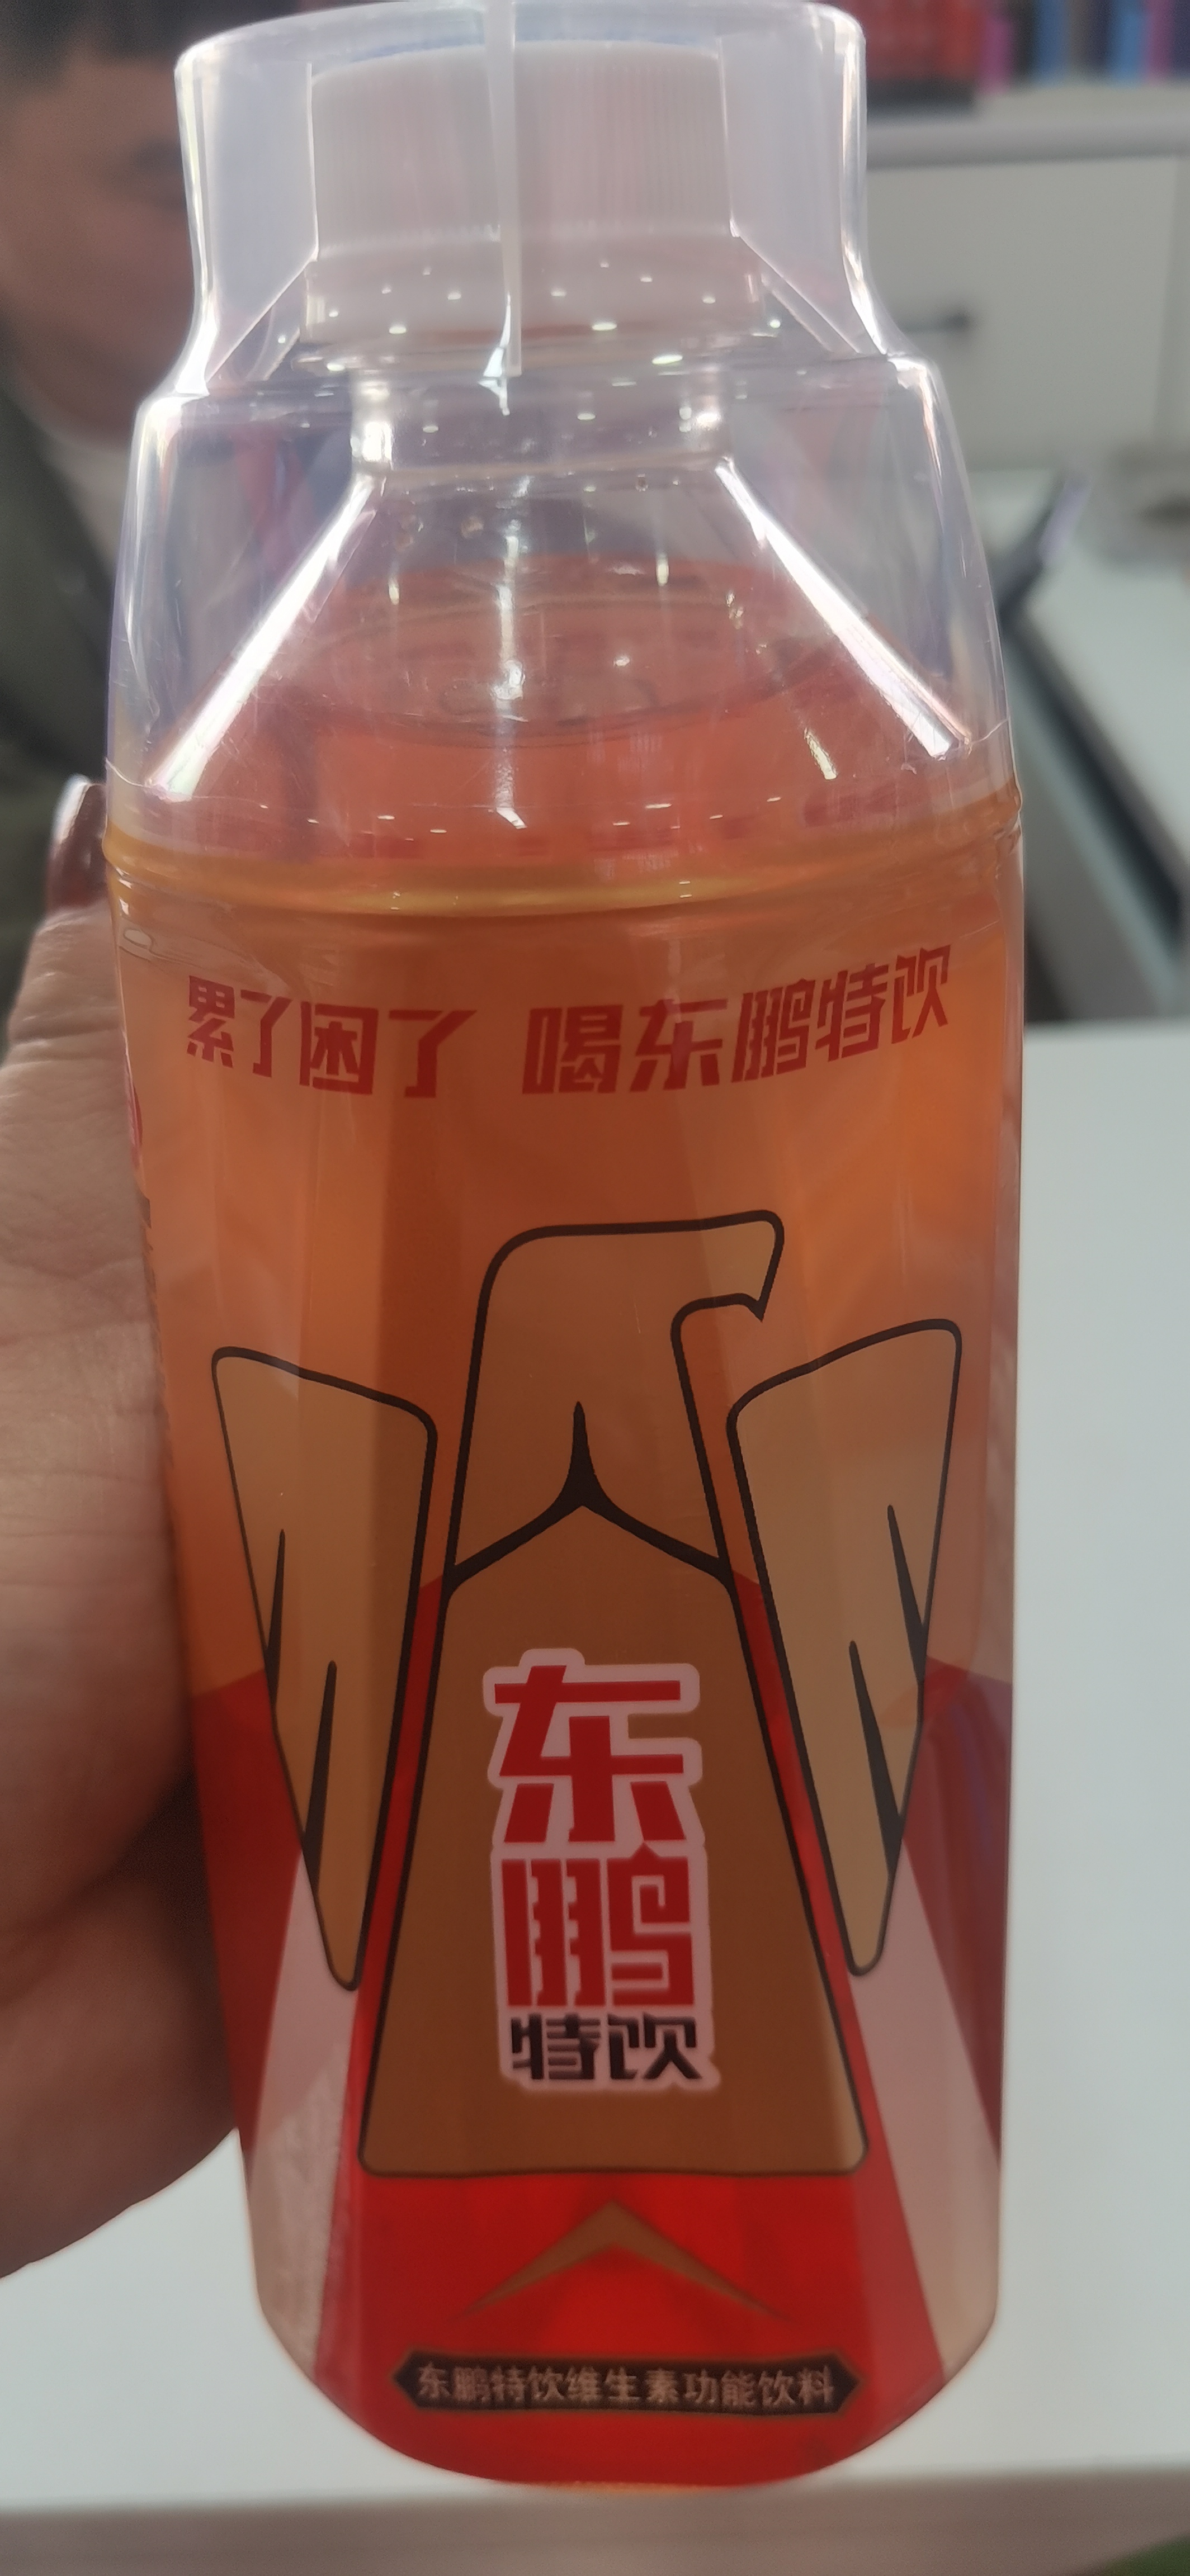 累了困了 喝东鹏特饮
东
鹏
特饮
东鹏特饮维生素功能饮料